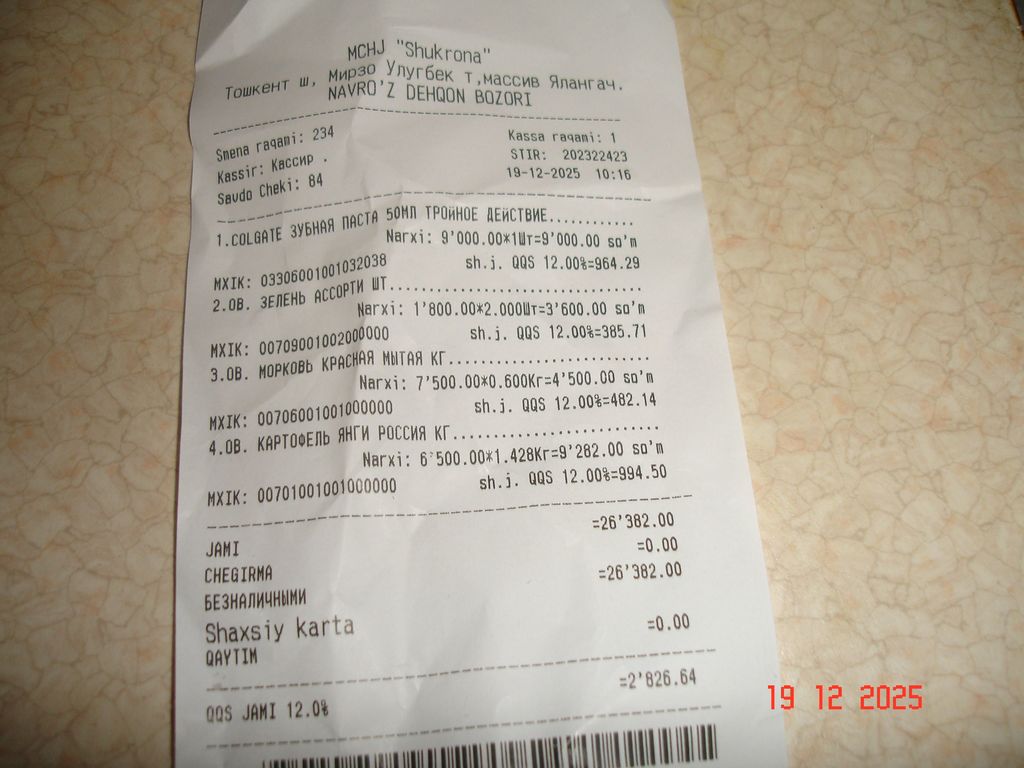 MCHJ "Shukrona"
Тошкент ш, Мирзо Улугбек т,массив Ялангач.
NAVRO'Z DEHQON BOZORI
Smena raqami: 234 Kassa raqami: 1
Kassir: Кассир . STIR: 202322423
Savdo Cheki: 84 19-12-2025 10:16
1.COLGATE ЗУБНАЯ ПАСТА 50МЛ ТРОЙНОЕ ДЕЙСТВИЕ............
Narxi: 9'000.00*1Шт=9'000.00 so'm
MXIK: 03306001001032038 sh.j. QQS 12.00%=964.29
2.ОВ. ЗЕЛЕНЬ АССОРТИ ШТ................................
Narxi: 1'800.00*2.000Шт=3'600.00 so'm
MXIK: 00709001002000000 sh.j. QQS 12.00%=385.71
3.ОВ. МОРКОВЬ КРАСНАЯ МЫТАЯ КГ.........................
Narxi: 7'500.00*0.600Кг=4'500.00 so'm
MXIK: 00706001001000000 sh.j. QQS 12.00%=482.14
4.ОВ. КАРТОФЕЛЬ ЯНГИ РОССИЯ КГ.........................
Narxi: 6'500.00*1.428Кг=9'282.00 so'm
MXIK: 00701001001000000 sh.j. QQS 12.00%=994.50
JAMI =26'382.00
CHEGIRMA =0.00
БЕЗНАЛИЧНЫМИ =26'382.00
Shaxsiy karta
QAYTIM =0.00
QQS JAMI 12.0% =2'826.64
19 12 2025